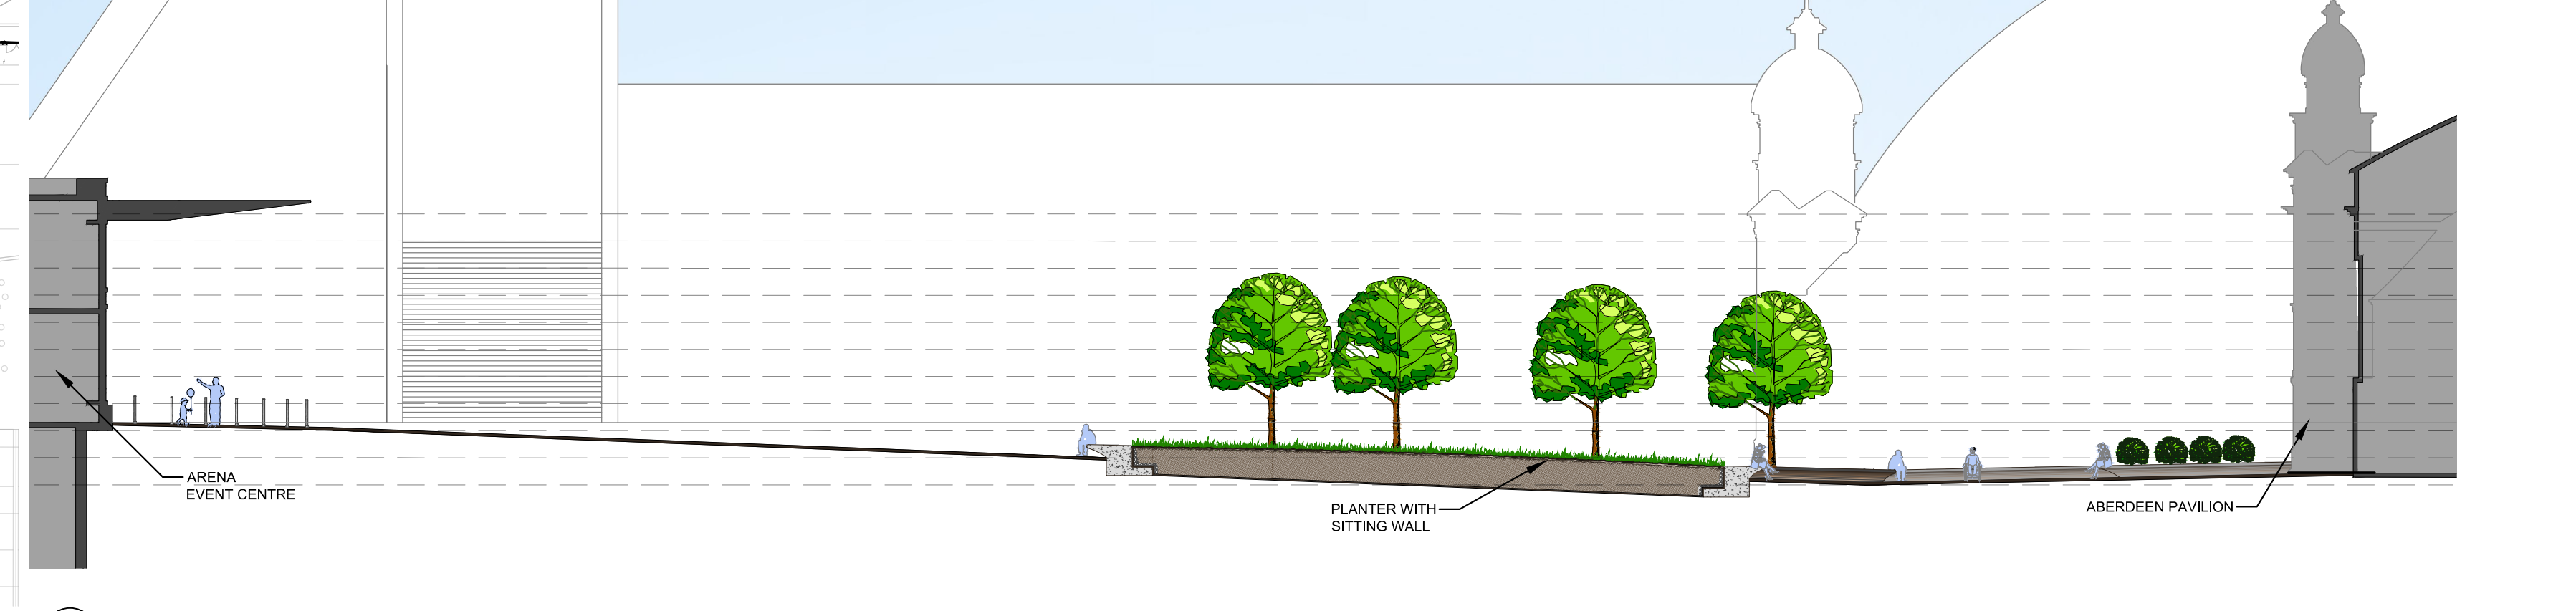 ARENA
EVENT CENTRE
PLANTER WITH
SITTING WALL
ABERDEEN PAVILION